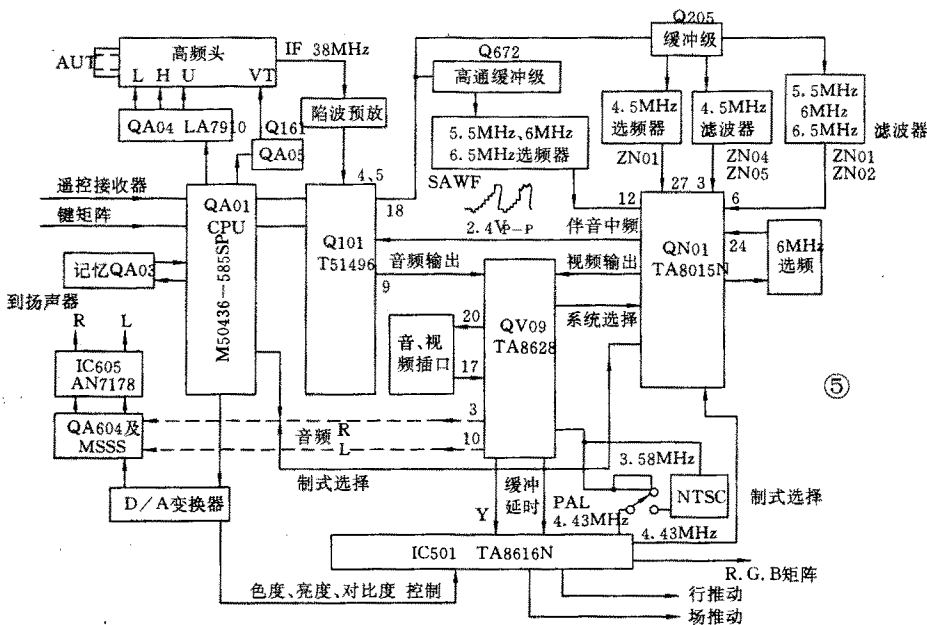 Q205
缓冲级
高频头
IF 38MHz
AUT
L H U VT
Q672
高通缓冲级
5.5MHz
6MHz
6.5MHz
滤波器
4.5MHz
选频器
4.5MHz
滤波器
陷波预放
QA04 LA7910
Q161
QA05
5.5MHz、6MHz
6.5MHz选频器
SAWF
ZN01
ZN04
ZN05
ZN01
ZN02
遥控接收器
键矩阵
QA01
CPU
M50436-585SP
4、5
18
12
27
3
6
24
2.4Vp-p
伴音中频
Q101
T51496
音频输出
9
视频输出
QN01
TA8015N
6MHz
选频
记忆QA03
到扬声器
R L
QV09
TA8628
系统选择
20
音、视
频插口
17
IC605
AN7178
⑤
QA604及
MSSS
音频
R
L
3
10
制式选择
3.58MHz
NTSC
制式选择
D/A变换器
缓冲
延时
Y
PAL
4.43MHz
4.43MHz
IC501 TA8616N
R.G.B矩阵
色度、亮度、对比度 控制
行推动
场推动